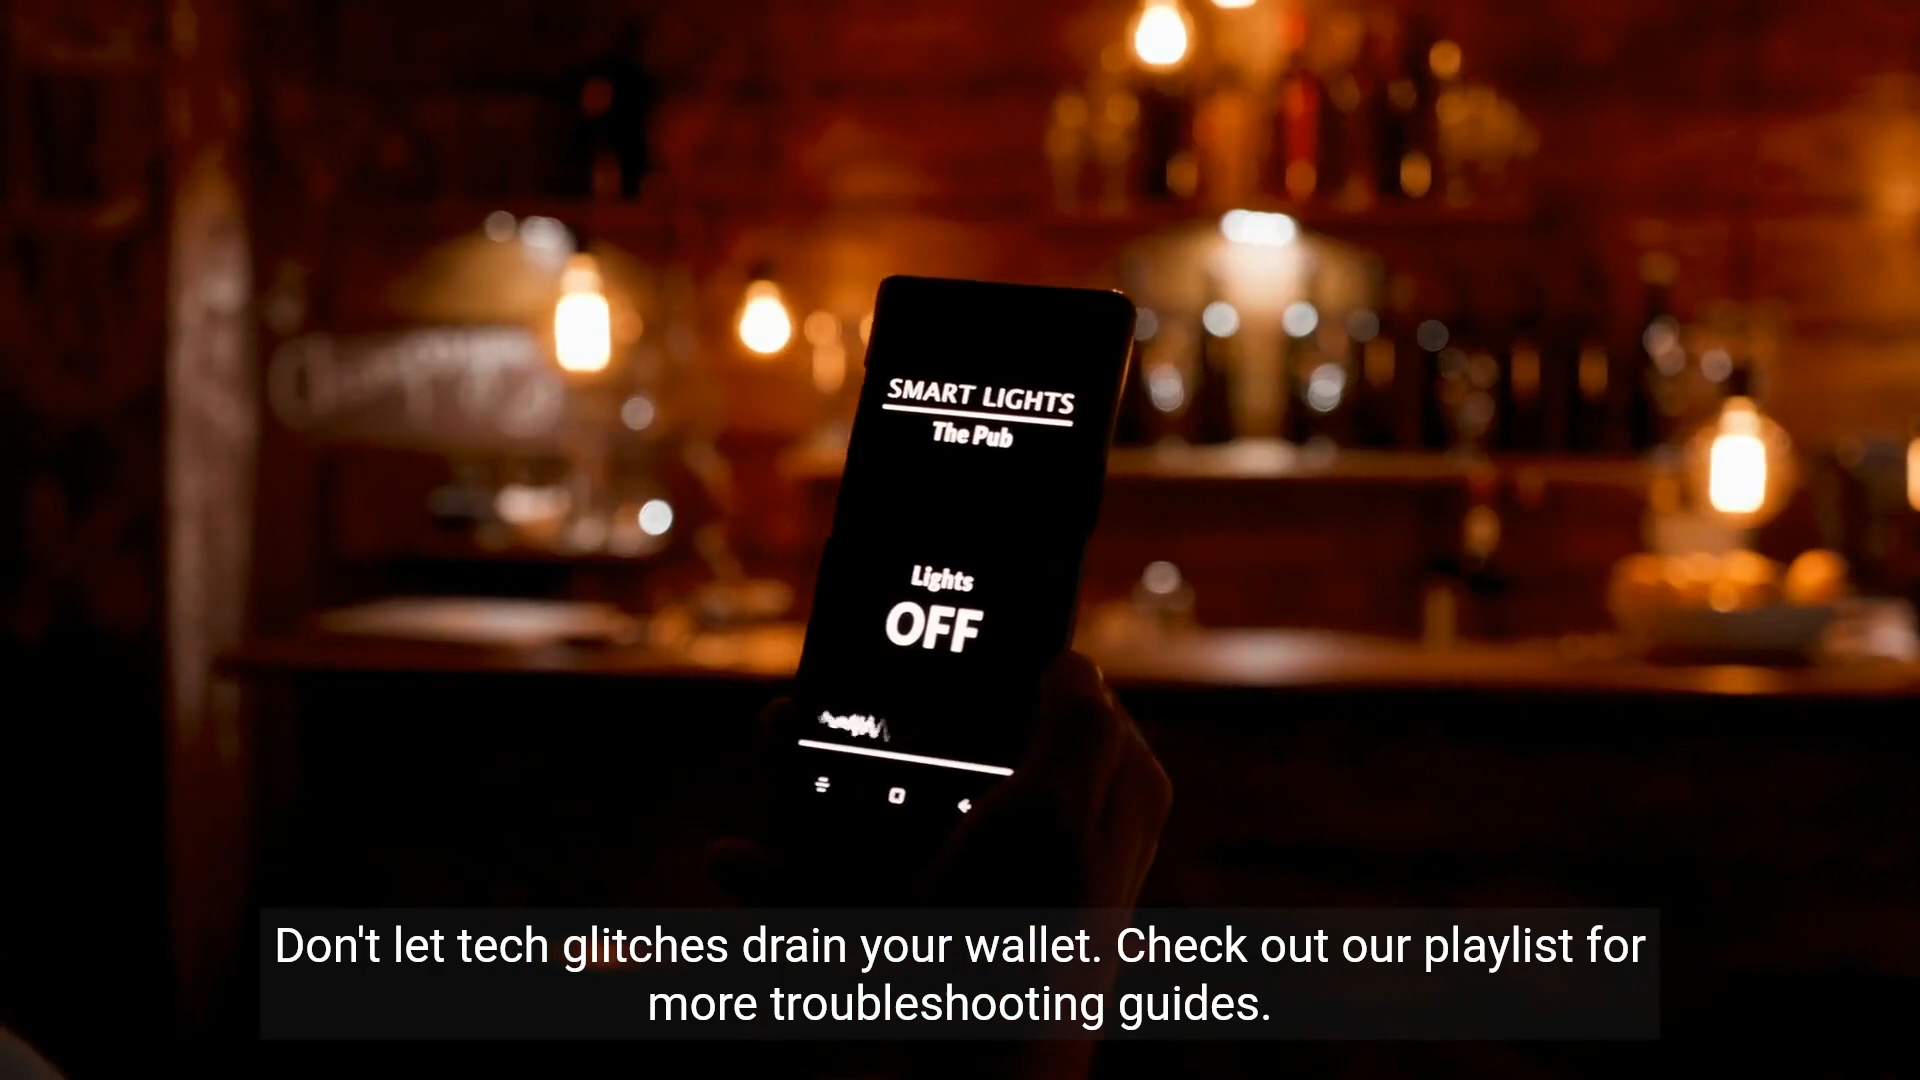 SMART LIGHTS
The Pub
Lights
OFF
Don't let tech glitches drain your wallet. Check out our playlist for
more troubleshooting guides.